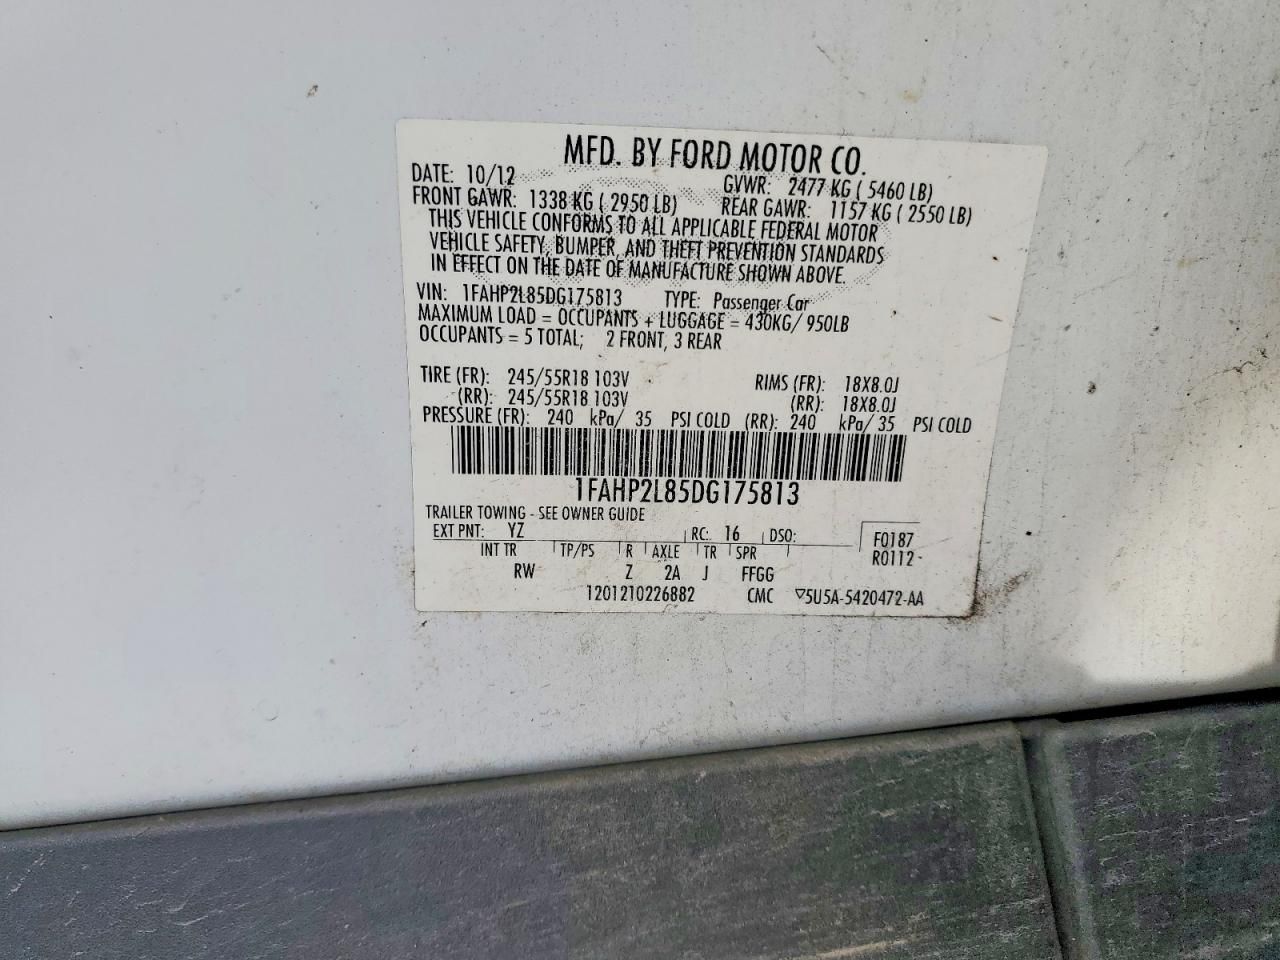 MFD. BY FORD MOTOR CO.
DATE: 10/12 GVWR: 2477 KG ( 5460 LB)
FRONT GAWR: 1338 KG ( 2950 LB) REAR GAWR: 1157 KG ( 2550 LB)
THIS VEHICLE CONFORMS TO ALL APPLICABLE FEDERAL MOTOR
VEHICLE SAFETY, BUMPER, AND THEFT PREVENTION STANDARDS
IN EFFECT ON THE DATE OF MANUFACTURE SHOWN ABOVE.
VIN: 1FAHP2L85DG175813 TYPE: Passenger Car
MAXIMUM LOAD = OCCUPANTS + LUGGAGE = 430KG/ 950LB
OCCUPANTS = 5 TOTAL; 2 FRONT, 3 REAR
TIRE (FR): 245/55R18 103V RIMS (FR): 18X8.0J
(RR): 245/55R18 103V (RR): 18X8.0J
PRESSURE (FR): 240 kPa/ 35 PSI COLD (RR): 240 kPa/ 35 PSI COLD
1FAHP2L85DG175813
TRAILER TOWING - SEE OWNER GUIDE
EXT PNT: YZ RC: 16 DSO: F0187
INT TR TP/PS R AXLE TR SPR R0112
RW Z 2A J FFGG
1201210226882 CMC ▽5U5A-5420472-AA